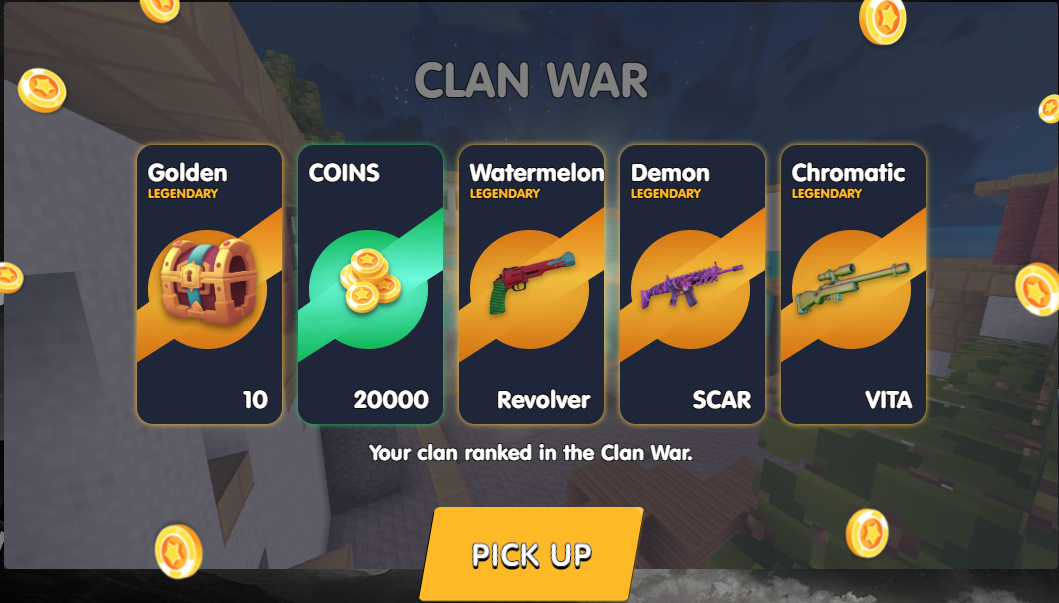 CLAN WAR
Golden
LEGENDARY
10
COINS
20000
Watermelon
LEGENDARY
Revolver
Demon
LEGENDARY
SCAR
Chromatic
LEGENDARY
VITA
Your clan ranked in the Clan War.
PICK UP